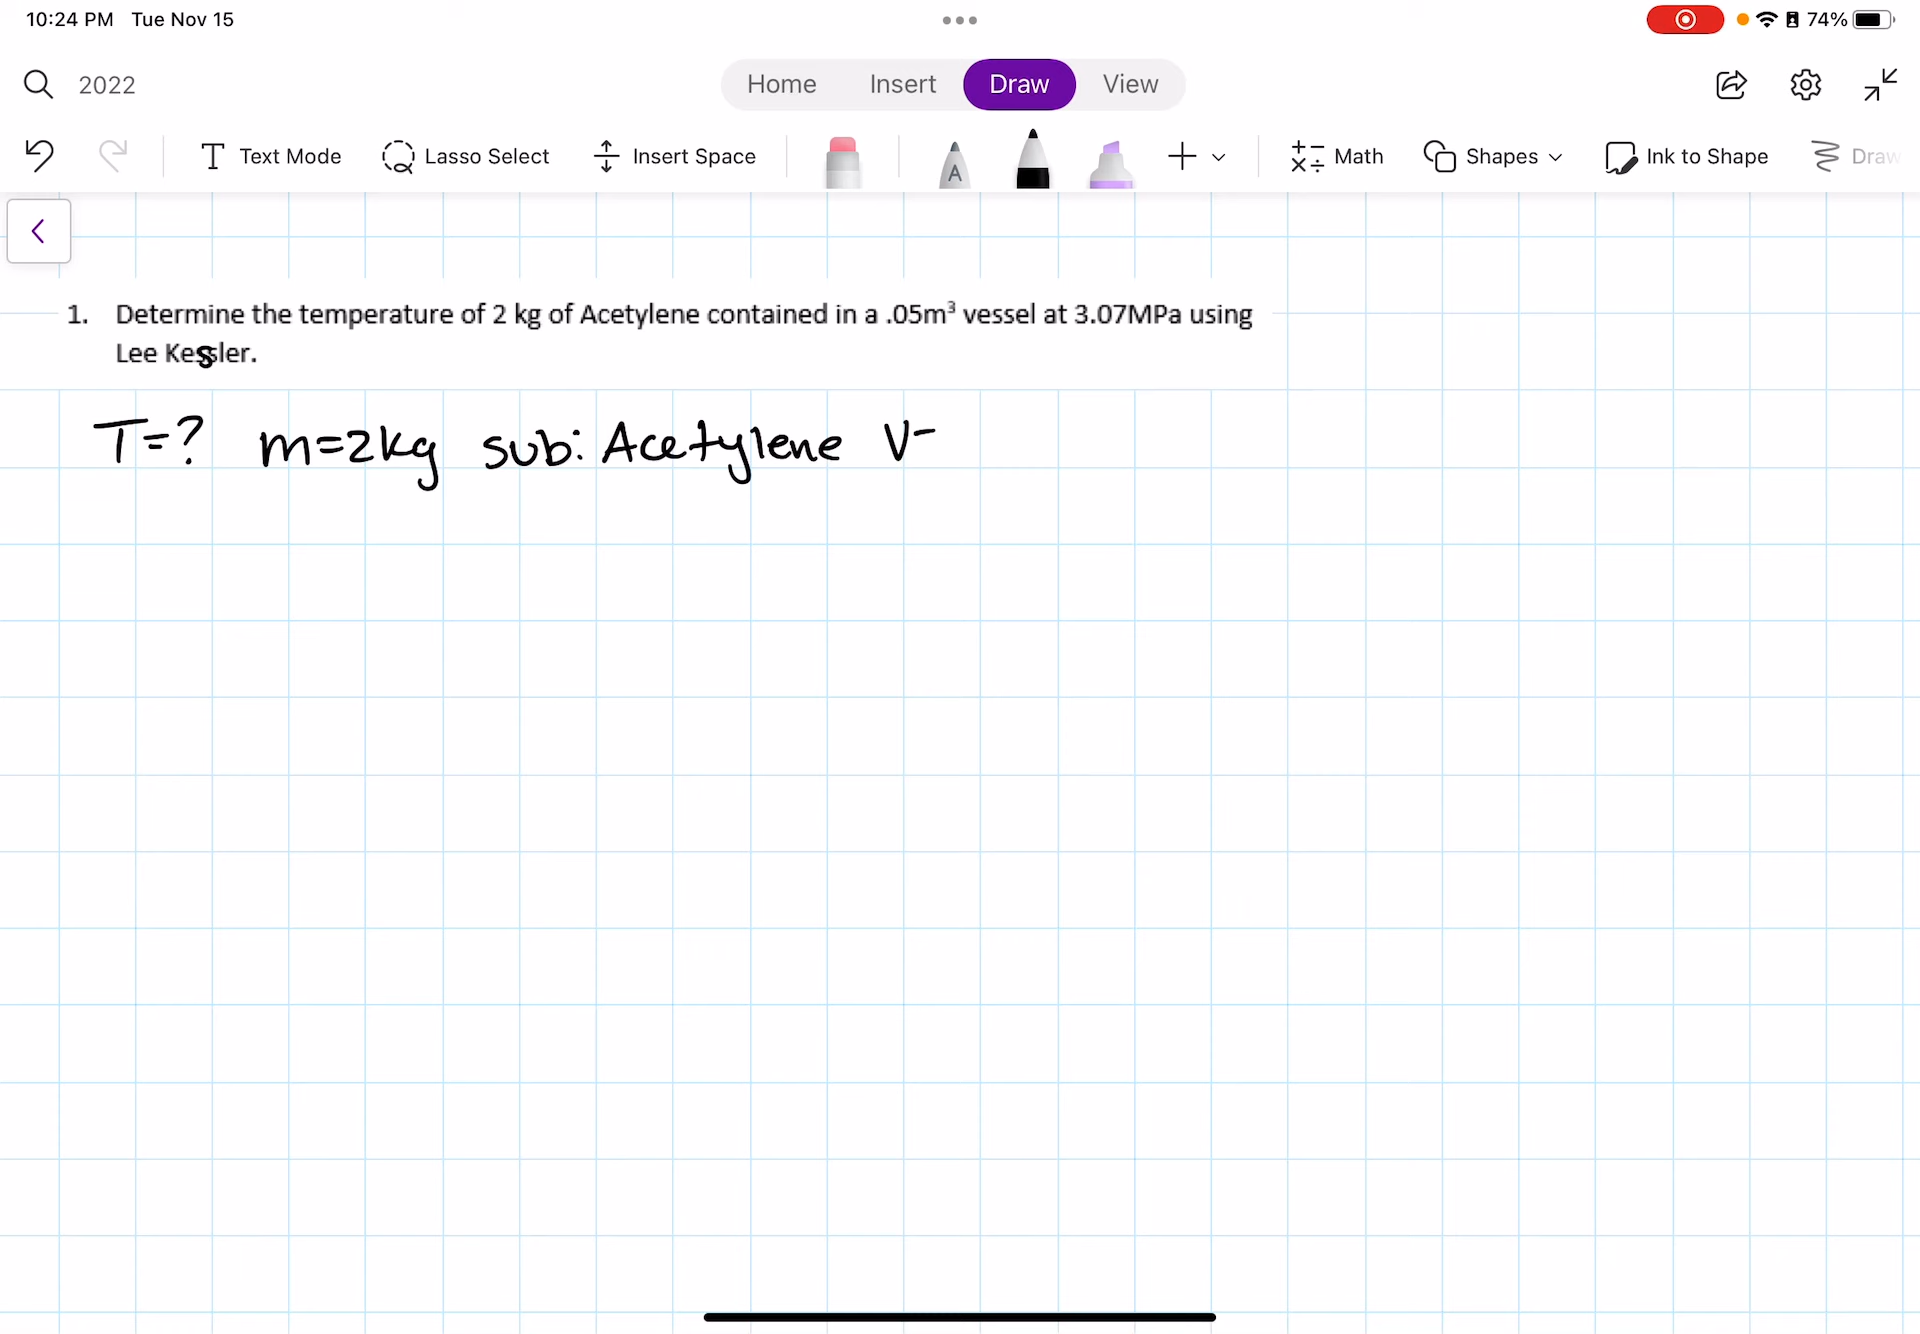 10:24 PM Tue Nov 15 74%
2022 Home Insert Draw View
Text Mode Lasso Select Insert Space A Math Shapes Ink to Shape Draw
1. Determine the temperature of 2 kg of Acetylene contained in a .05m³ vessel at 3.07MPa using
Lee Kessler.
T=? m=2kg sub: Acetylene V-